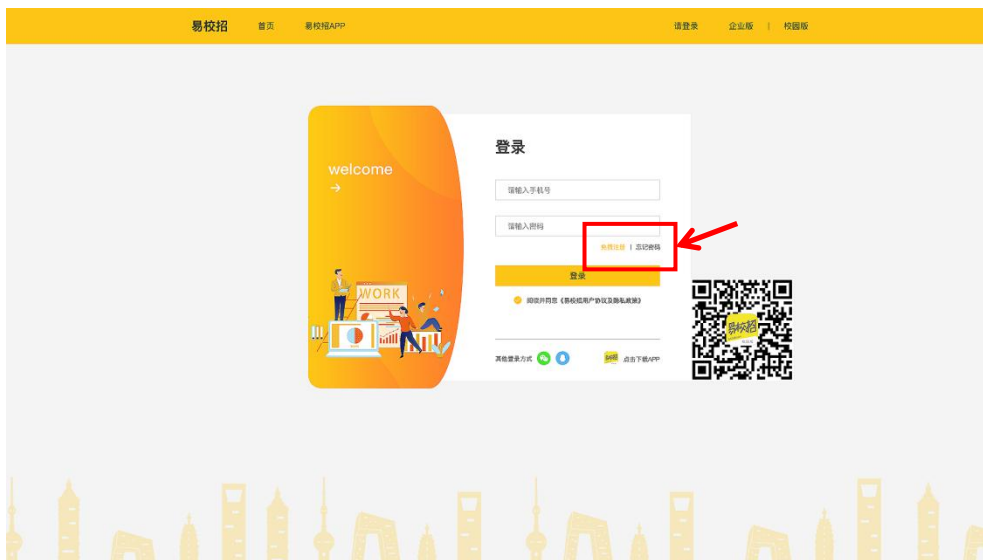 易校招 首页 易校招APP 请登录 企业版 | 校园版
welcome
→
登录
请输入手机号
请输入密码
免费注册 | 忘记密码
登录
阅读并同意《易校招用户协议及隐私政策》
其他登录方式 易校招 点击下载APP
WORK
易校招